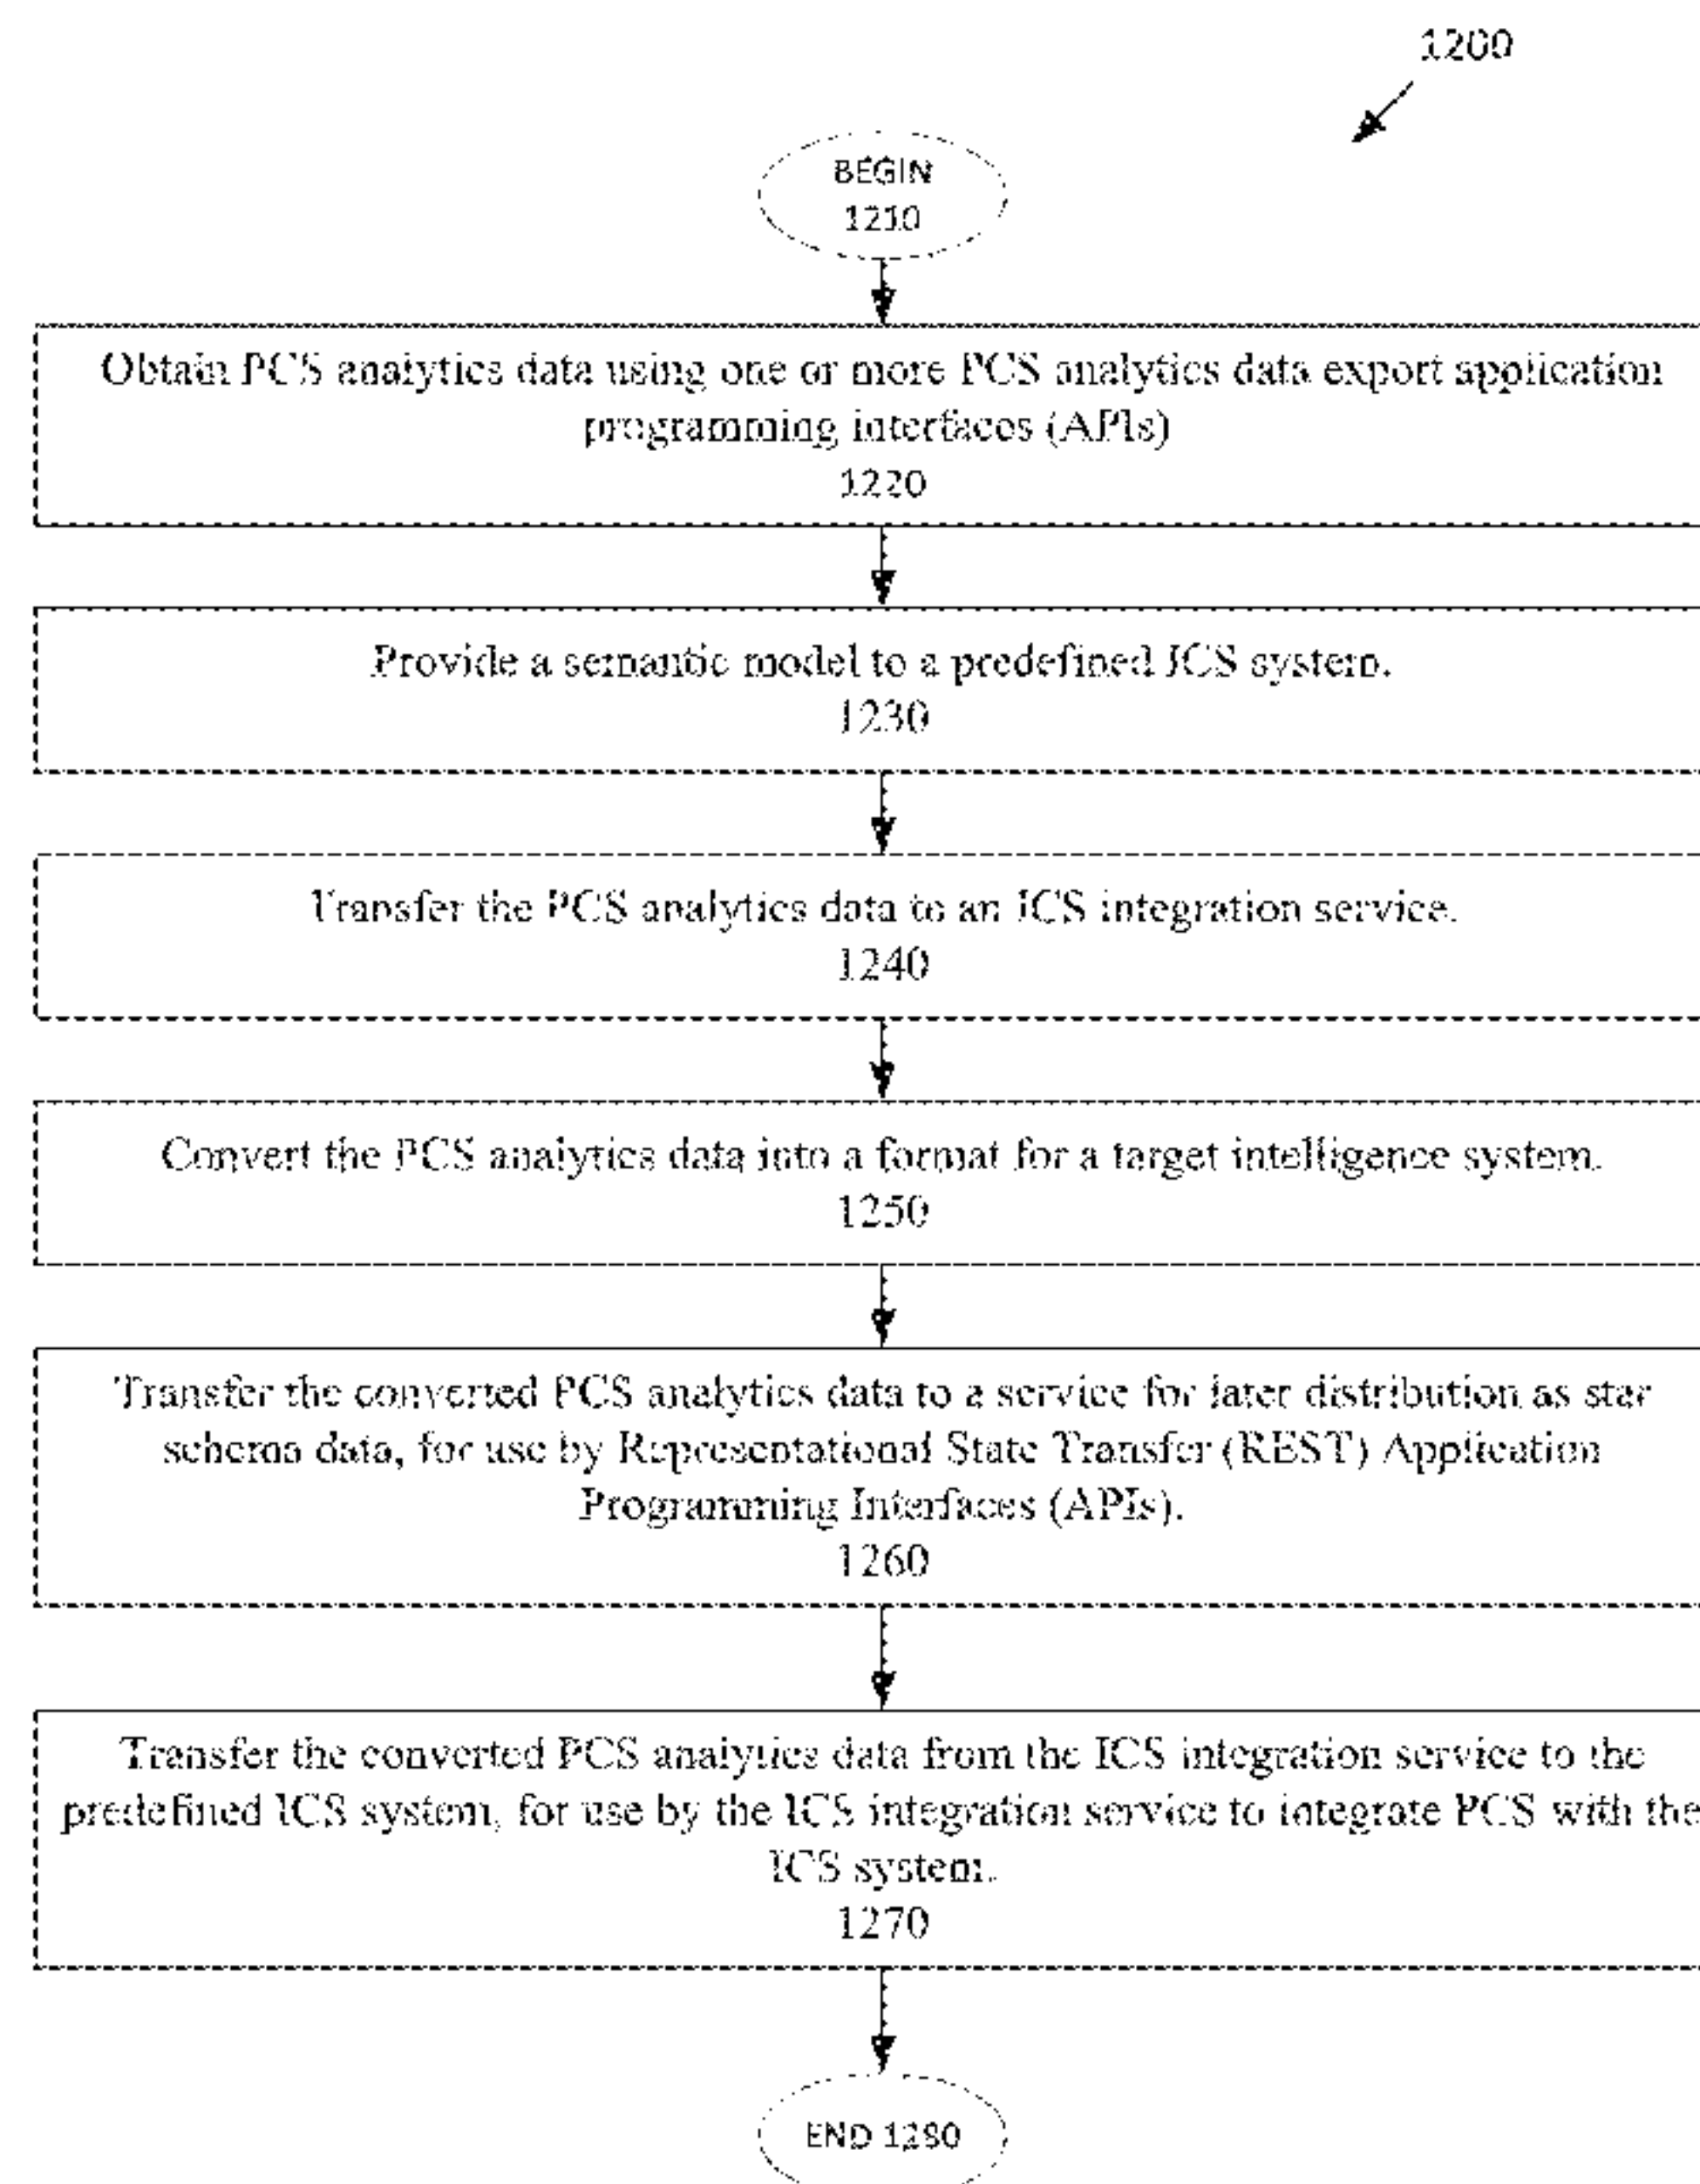 1200
BEGIN
1210
Obtain PCS analytics data using one or more PCS analytics data export application
programming interfaces (APIs)
1220
Provide a semantic model to a predefined ICS system.
1230
Transfer the PCS analytics data to an ICS integration service.
1240
Convert the PCS analytics data into a format for a target intelligence system.
1250
Transfer the converted PCS analytics data to a service for later distribution as star
schema data, for use by Representational State Transfer (REST) Application
Programming Interfaces (APIs).
1260
Transfer the converted PCS analytics data from the ICS integration service to the
predefined ICS system, for use by the ICS integration service to integrate PCS with the
ICS system.
1270
END 1280